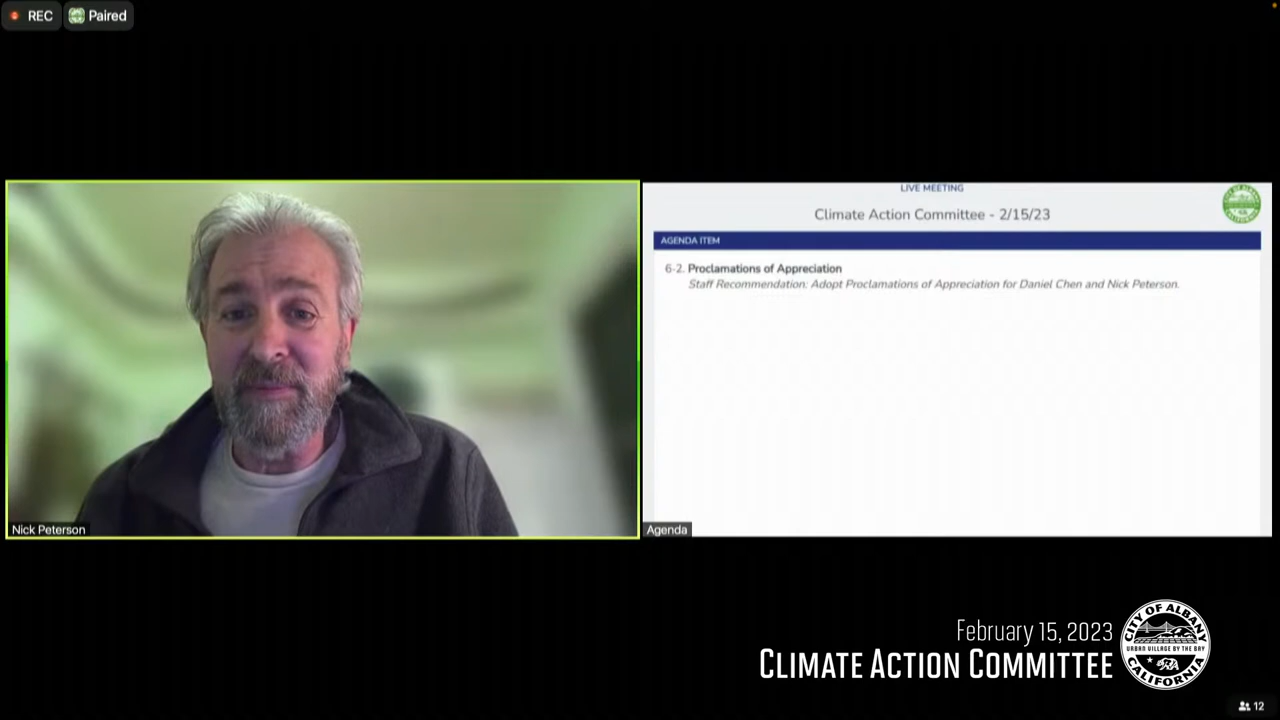 REC
Paired
LIVE MEETING
Climate Action Committee - 2/15/23
AGENDA ITEM
6-2. Proclamations of Appreciation
Staff Recommendation: Adopt Proclamations of Appreciation for Daniel Chen and Nick Peterson.
Nick Peterson
Agenda
February 15, 2023
CLIMATE ACTION COMMITTEE
CITY OF ALBANY
URBAN VILLAGE BY THE BAY
CALIFORNIA
12